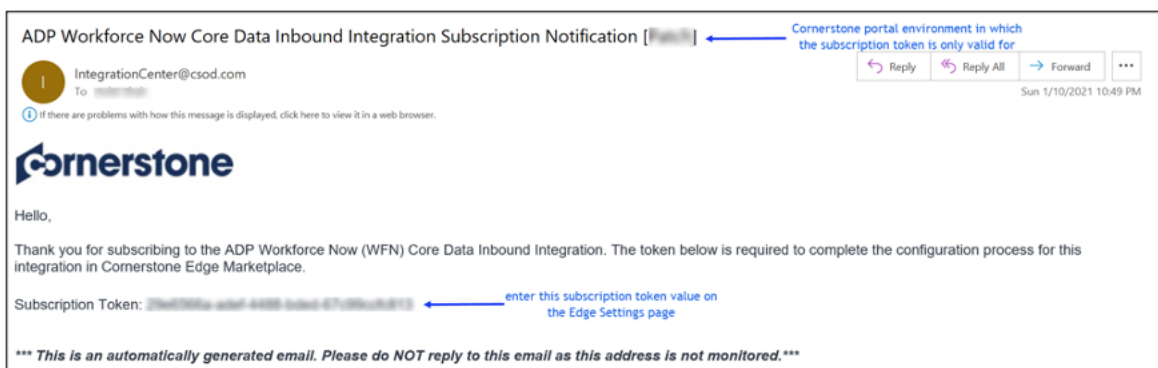 ADP Workforce Now Core Data Inbound Integration Subscription Notification [
Cornerstone portal environment in which
the subscription token is only valid for
I
IntegrationCenter@csod.com
To
Reply
Reply All
Forward
Sun 1/10/2021 10:49 PM
If there are problems with how this message is displayed, click here to view it in a web browser.
cornerstone
Hello,
Thank you for subscribing to the ADP Workforce Now (WFN) Core Data Inbound Integration. The token below is required to complete the configuration process for this
integration in Cornerstone Edge Marketplace.
Subscription Token:
enter this subscription token value on
the Edge Settings page
*** This is an automatically generated email. Please do NOT reply to this email as this address is not monitored.***